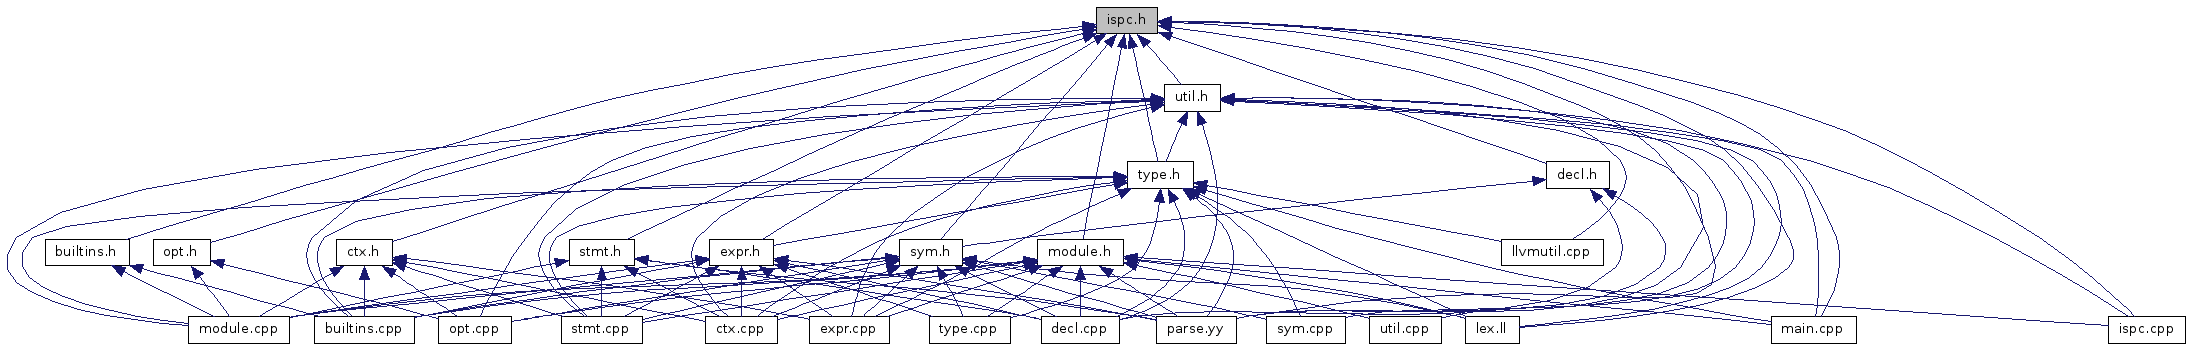 ispc.h
util.h
type.h
decl.h
builtins.h
opt.h
ctx.h
stmt.h
expr.h
sym.h
module.h
llvmutil.cpp
module.cpp
builtins.cpp
opt.cpp
stmt.cpp
ctx.cpp
expr.cpp
type.cpp
decl.cpp
parse.yy
sym.cpp
util.cpp
lex.ll
main.cpp
ispc.cpp